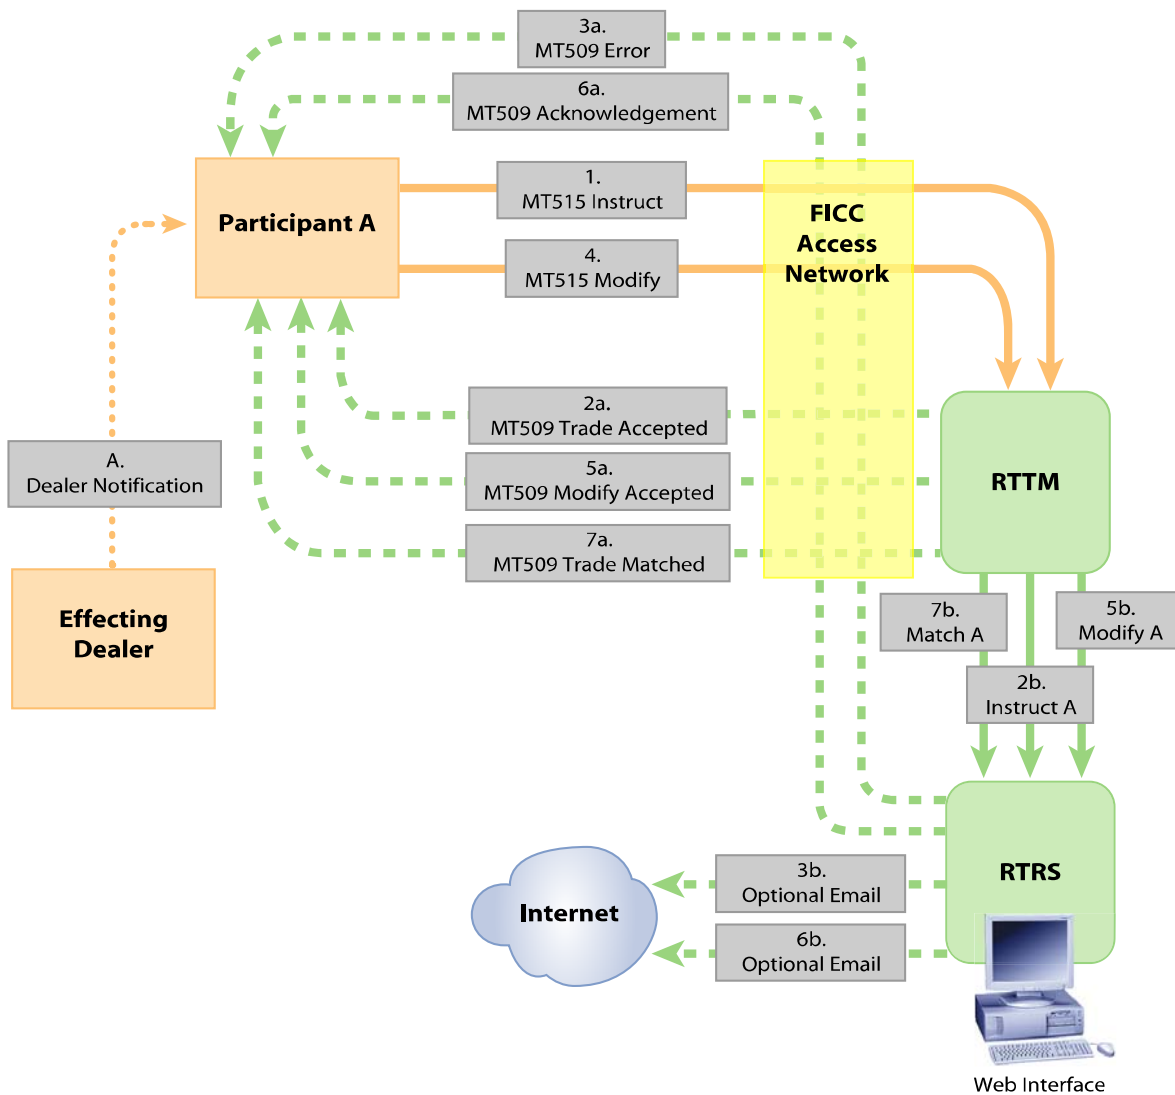 3a.
MT509 Error
6a.
MT509 Acknowledgement
1.
MT515 Instruct
Participant A
FICC
Access
Network
4.
MT515 Modify
2a.
MT509 Trade Accepted
A.
Dealer Notification
5a.
MT509 Modify Accepted
RTTM
7a.
MT509 Trade Matched
Effecting
Dealer
7b.
Match A
5b.
Modify A
2b.
Instruct A
3b.
Optional Email
RTRS
Internet
6b.
Optional Email
Web Interface